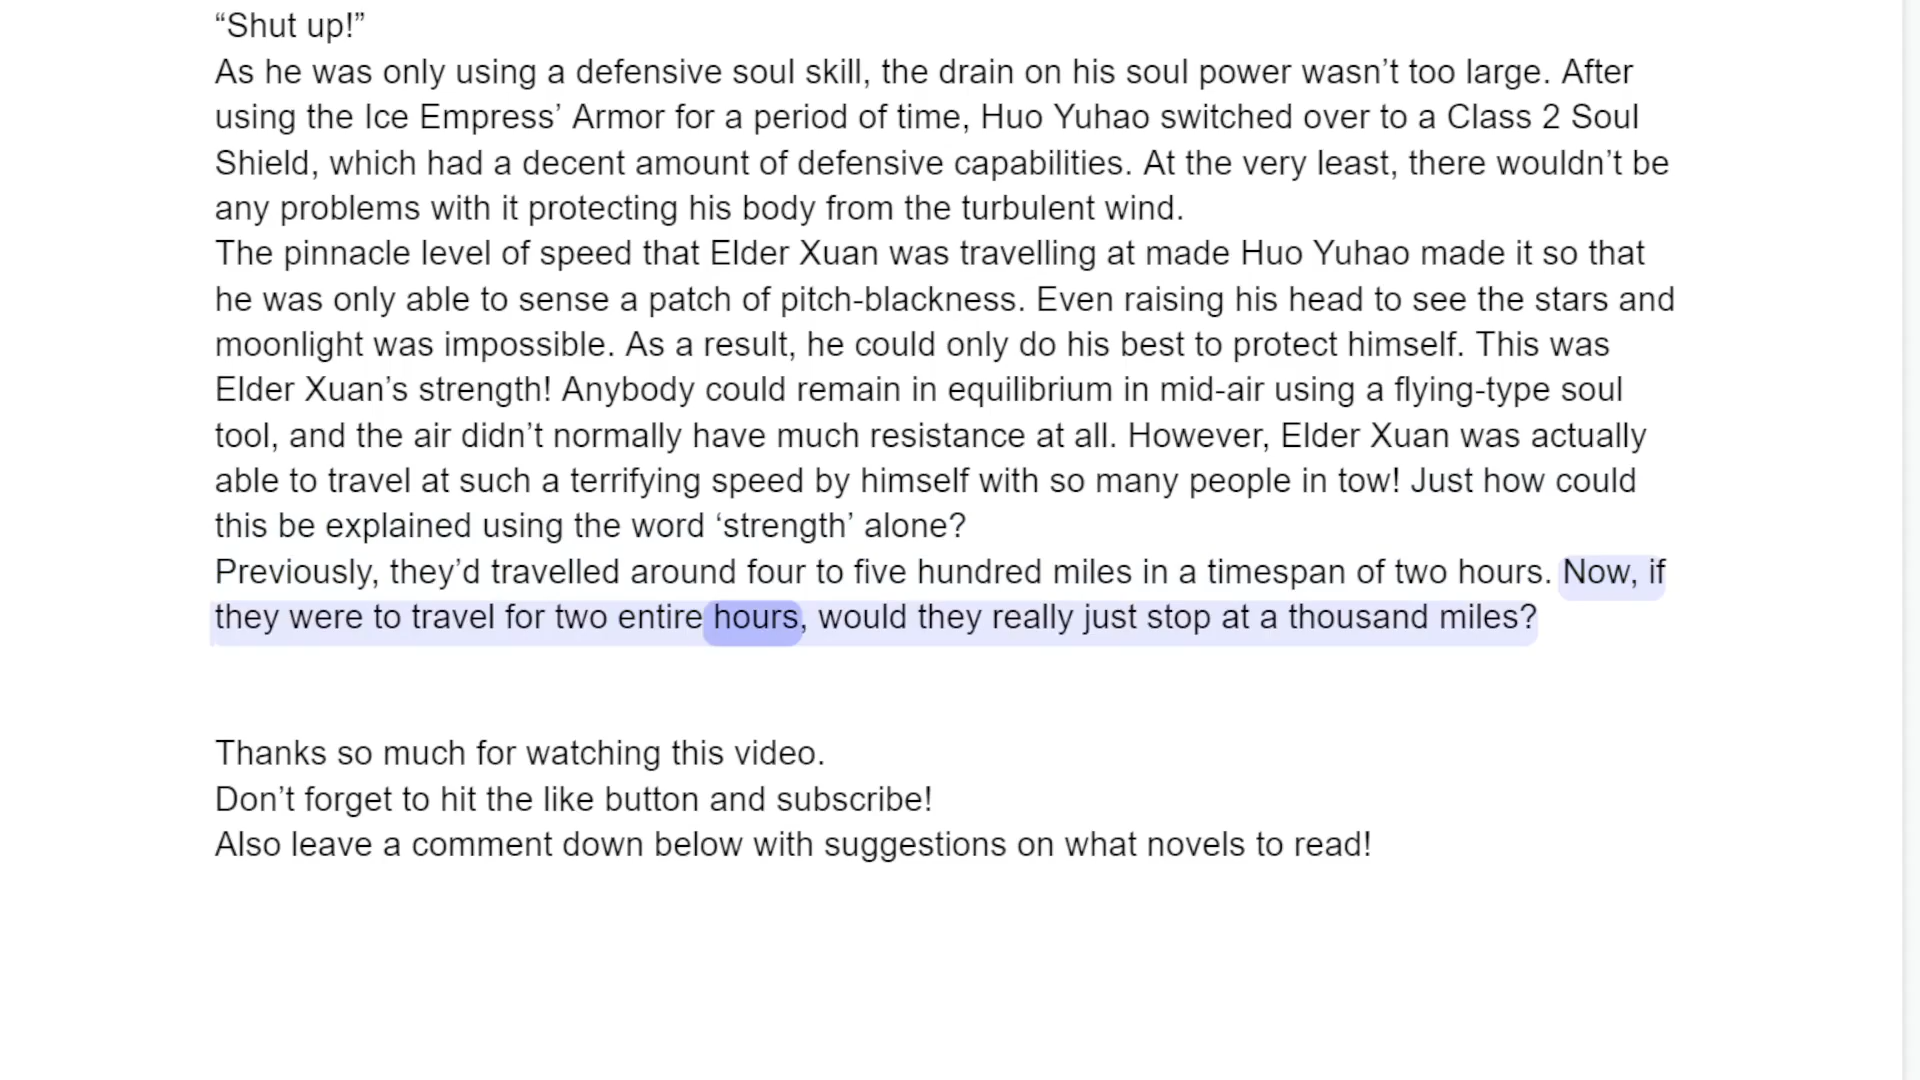 “Shut up!”
As he was only using a defensive soul skill, the drain on his soul power wasn’t too large. After
using the Ice Empress’ Armor for a period of time, Huo Yuhao switched over to a Class 2 Soul
Shield, which had a decent amount of defensive capabilities. At the very least, there wouldn’t be
any problems with it protecting his body from the turbulent wind.
The pinnacle level of speed that Elder Xuan was travelling at made Huo Yuhao made it so that
he was only able to sense a patch of pitch-blackness. Even raising his head to see the stars and
moonlight was impossible. As a result, he could only do his best to protect himself. This was
Elder Xuan’s strength! Anybody could remain in equilibrium in mid-air using a flying-type soul
tool, and the air didn’t normally have much resistance at all. However, Elder Xuan was actually
able to travel at such a terrifying speed by himself with so many people in tow! Just how could
this be explained using the word ‘strength’ alone?
Previously, they’d travelled around four to five hundred miles in a timespan of two hours. Now, if
they were to travel for two entire hours, would they really just stop at a thousand miles?
Thanks so much for watching this video.
Don’t forget to hit the like button and subscribe!
Also leave a comment down below with suggestions on what novels to read!